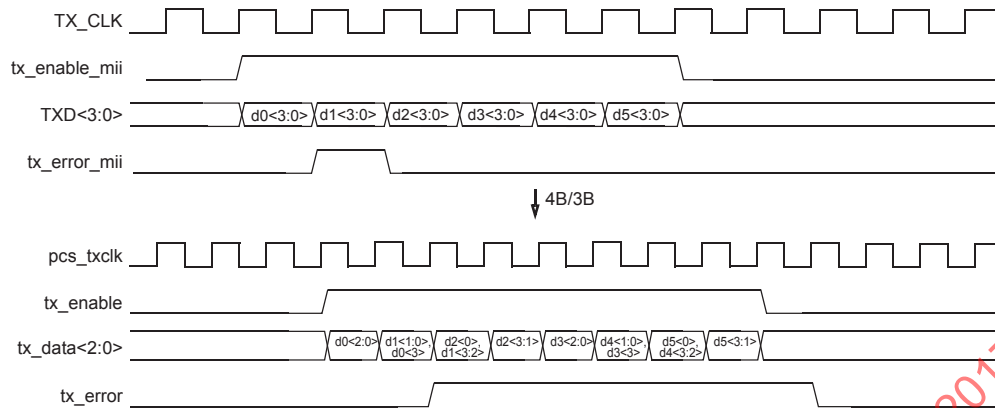 TX_CLK
tx_enable_mii
TXD<3:0> d0<3:0> d1<3:0> d2<3:0> d3<3:0> d4<3:0> d5<3:0>
tx_error_mii
4B/3B
pcs_txclk
tx_enable
tx_data<2:0> d0<2:0> d1<1:0>, d0<3> d2<0>, d1<3:2> d2<3:1> d3<2:0> d4<1:0>, d3<3> d5<0>, d4<3:2> d5<3:1>
tx_error
201